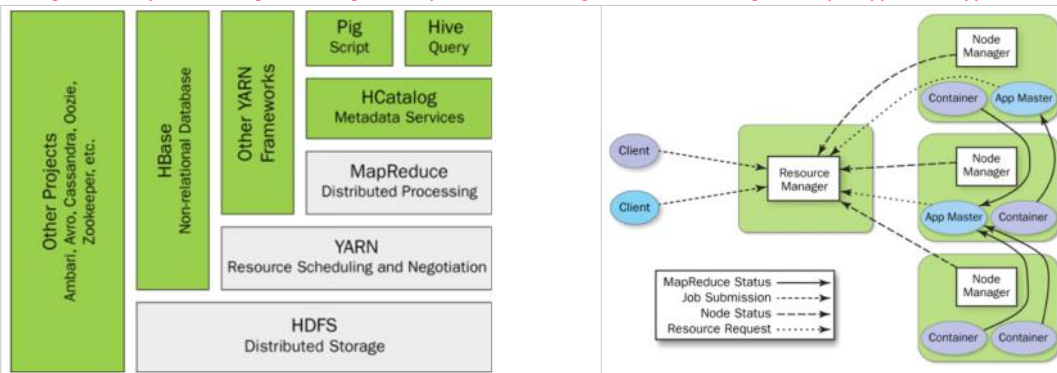 Other Projects
Ambari, Avro, Cassandra, Oozie,
Zookeeper, etc.
HBase
Non-relational Database
Other YARN
Frameworks
Pig
Script
Hive
Query
HCatalog
Metadata Services
MapReduce
Distributed Processing
YARN
Resource Scheduling and Negotiation
HDFS
Distributed Storage
Client
Client
Resource
Manager
Node
Manager
Container
App Master
Node
Manager
App Master
Container
Node
Manager
Container
Container
MapReduce Status
Job Submission
Node Status
Resource Request